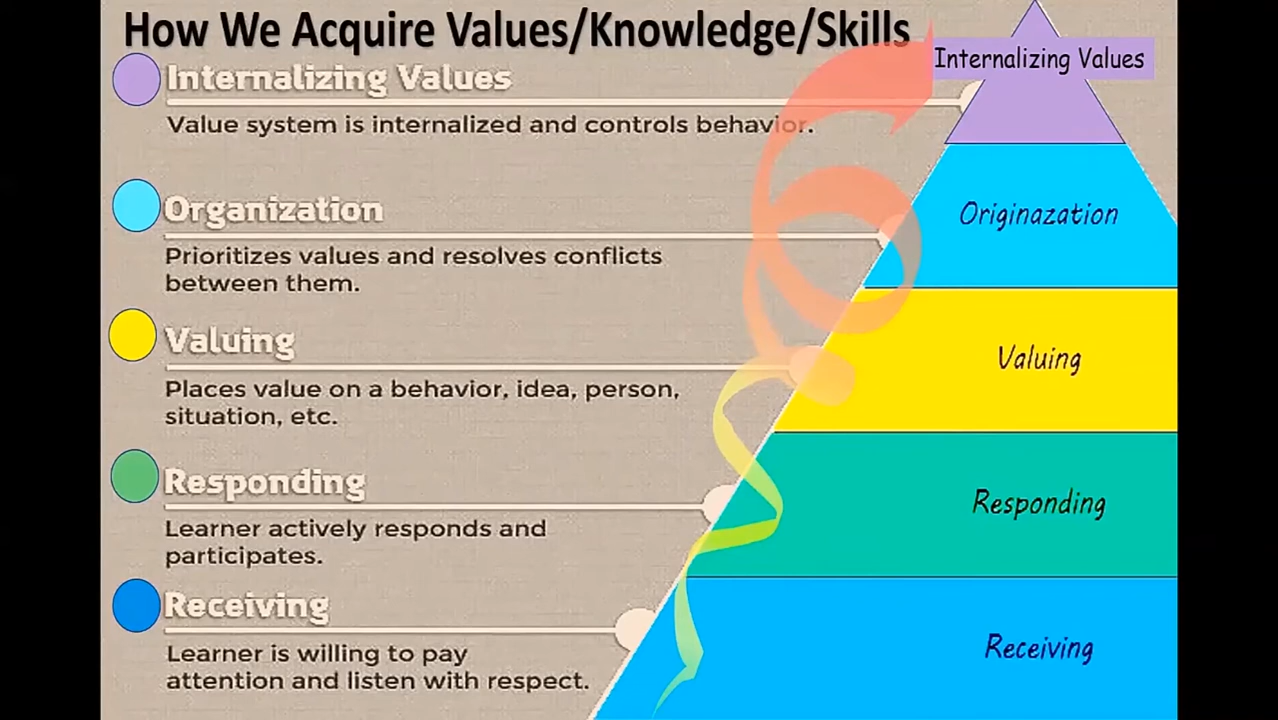 How We Acquire Values/Knowledge/Skills
Internalizing Values
Value system is internalized and controls behavior.
Internalizing Values
Organization
Prioritizes values and resolves conflicts
between them.
Originazation
Valuing
Places value on a behavior, idea, person,
situation, etc.
Valuing
Responding
Learner actively responds and
participates.
Responding
Receiving
Learner is willing to pay
attention and listen with respect.
Receiving